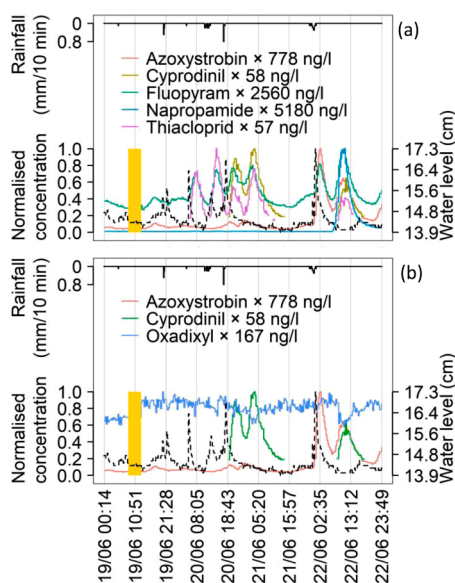 (a)
Rainfall
(mm/10 min)
0
0.8
Azoxystrobin × 778 ng/l
Cyprodinil × 58 ng/l
Fluopyram × 2560 ng/l
Napropamide × 5180 ng/l
Thiacloprid × 57 ng/l
Normalised
concentration
1.0
0.8
0.6
0.4
0.2
0.0
17.3
16.4
15.6
14.8
13.9
Water level (cm)
(b)
Rainfall
(mm/10 min)
0
0.8
Azoxystrobin × 778 ng/l
Cyprodinil × 58 ng/l
Oxadixyl × 167 ng/l
Normalised
concentration
1.0
0.8
0.6
0.4
0.2
0.0
17.3
16.4
15.6
14.8
13.9
Water level (cm)
19/06 00:14
19/06 10:51
19/06 21:28
20/06 08:05
20/06 18:43
21/06 05:20
21/06 15:57
22/06 02:35
22/06 13:12
22/06 23:49